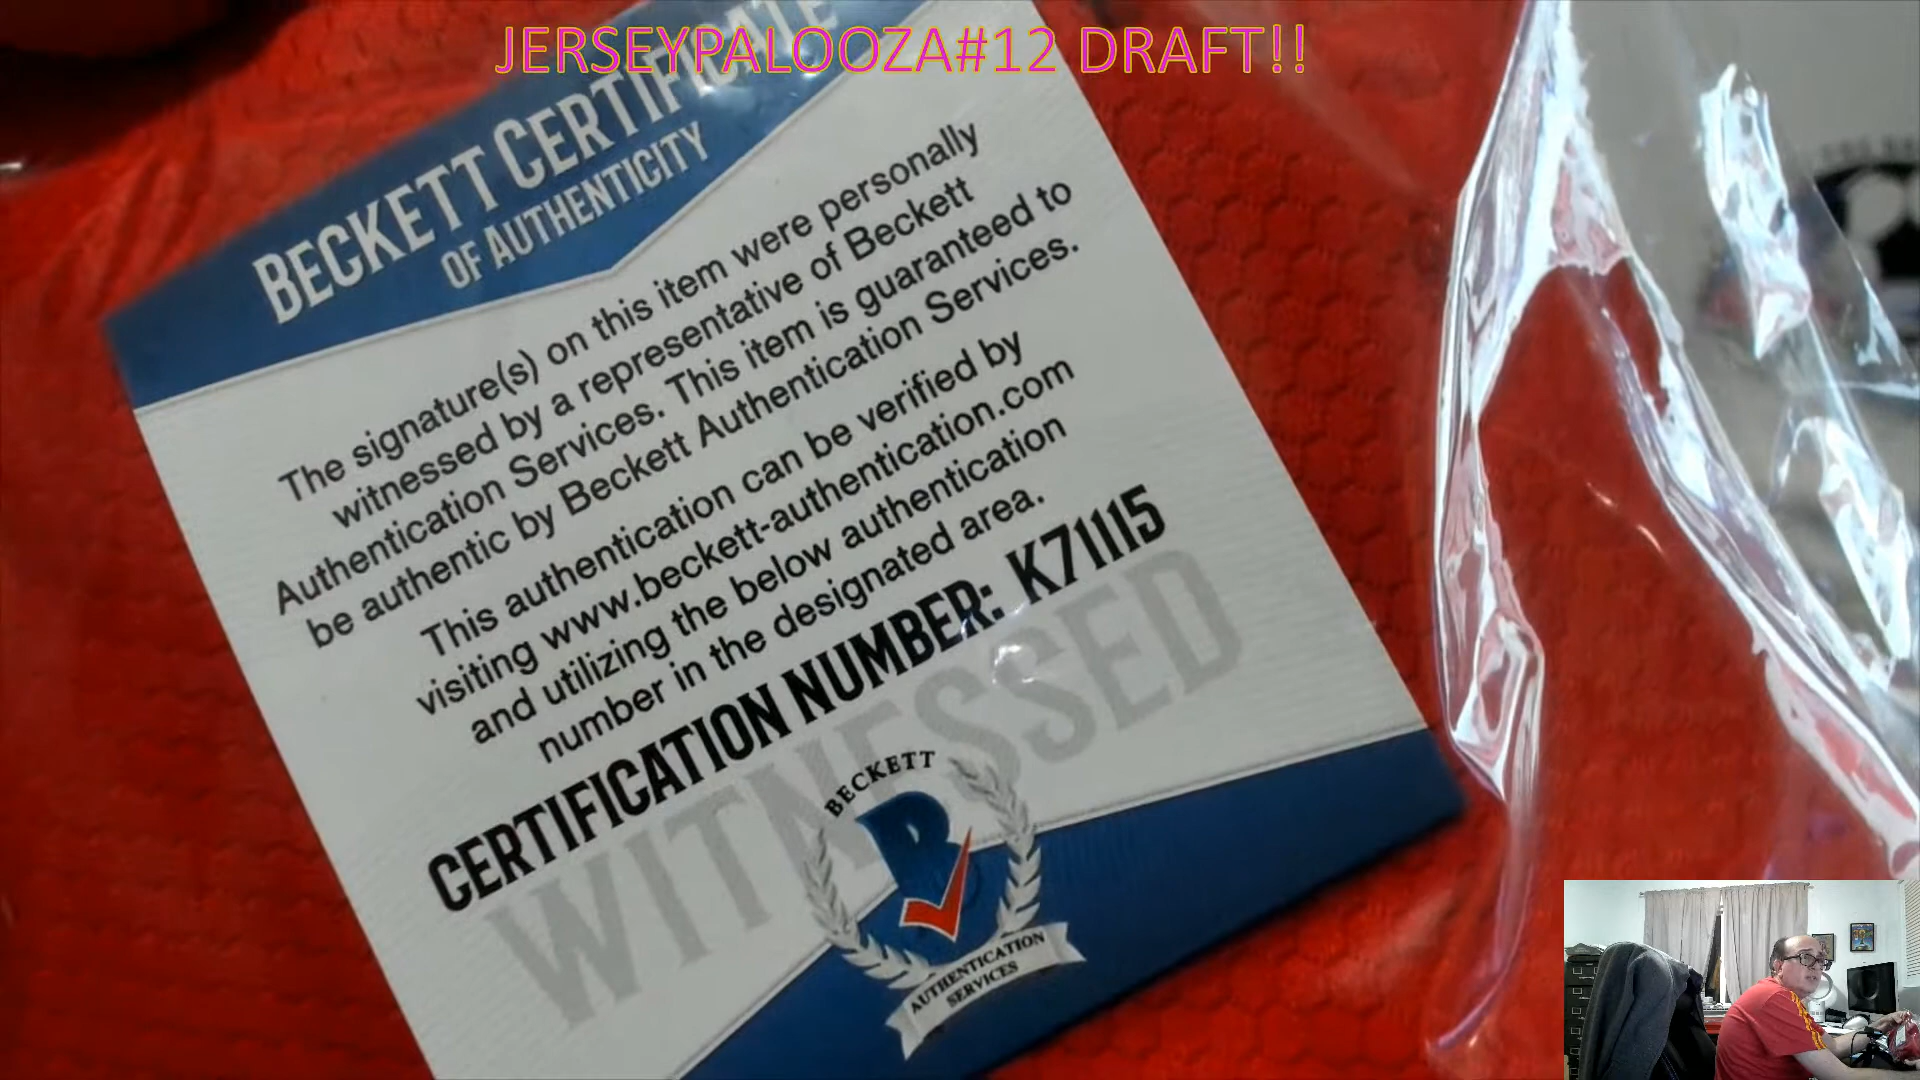 JERSEYPALOOZA#12 DRAFT!!
BECKETT CERTIFICATE
OF AUTHENTICITY
The signature(s) on this item were personally
witnessed by a representative of Beckett
Authentication Services. This item is guaranteed to
be authentic by Beckett Authentication Services.
This authentication can be verified by
visiting www.beckett-authentication.com
and utilizing the below authentication
number in the designated area.
CERTIFICATION NUMBER: K71115
WITNESSED
BECKETT
B
AUTHENTICATION
SERVICES